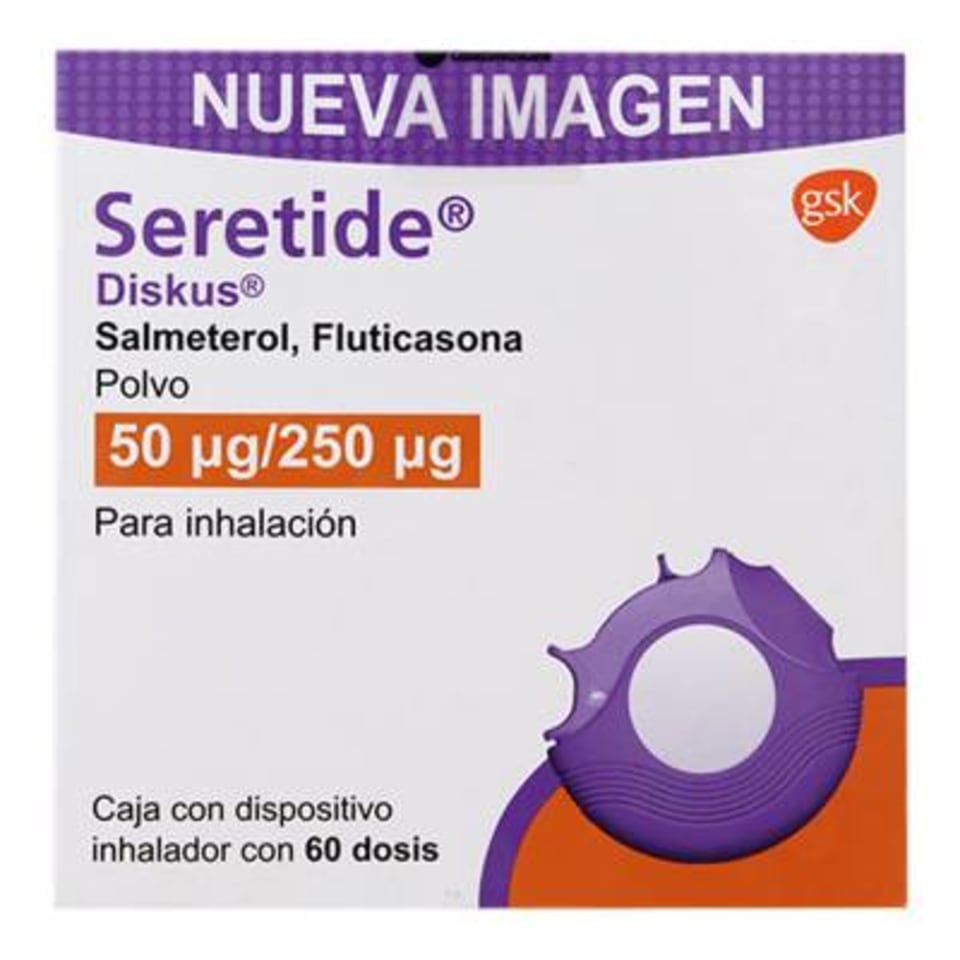 NUEVA IMAGEN
gsk
Seretide®
Diskus®
Salmeterol, Fluticasona
Polvo
50 µg/250 µg
Para inhalación
Caja con dispositivo
inhalador con 60 dosis